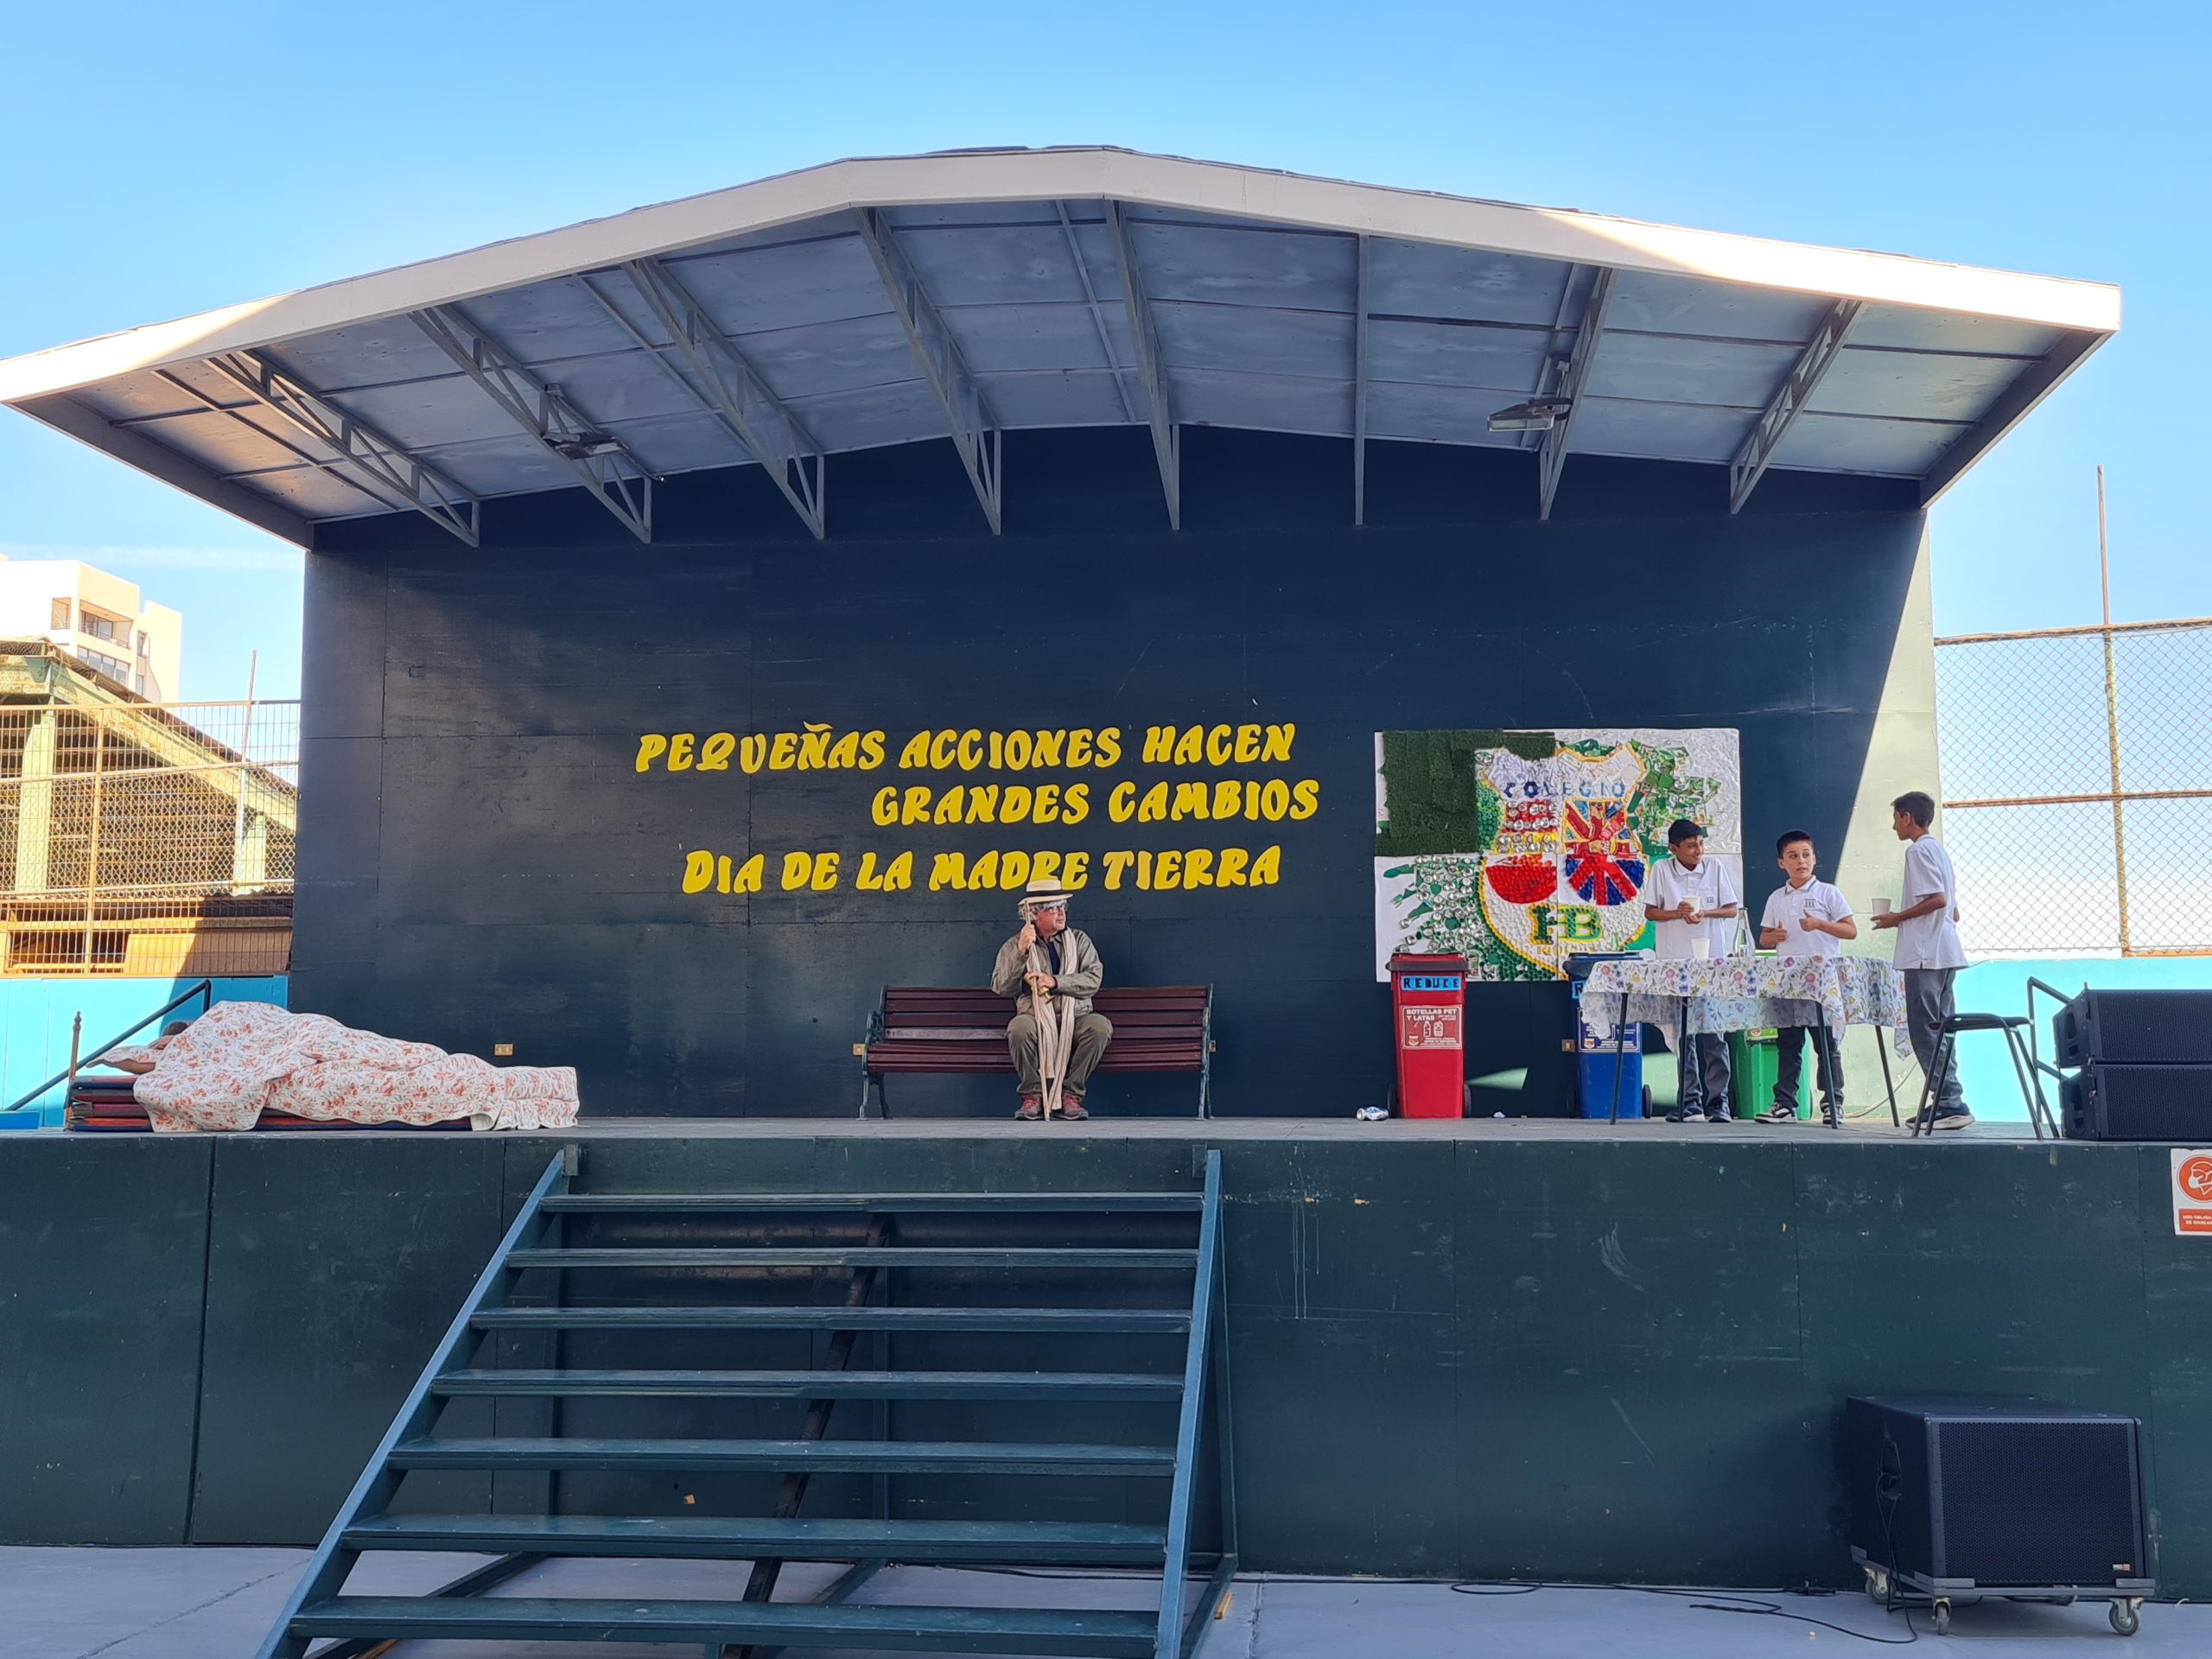 PEQUEÑAS ACCIONES HACEN
GRANDES CAMBIOS
DIA DE LA MADRE TIERRA
COLEGIO
HB
REDUCE
BOTELLAS PET
Y LATAS
R